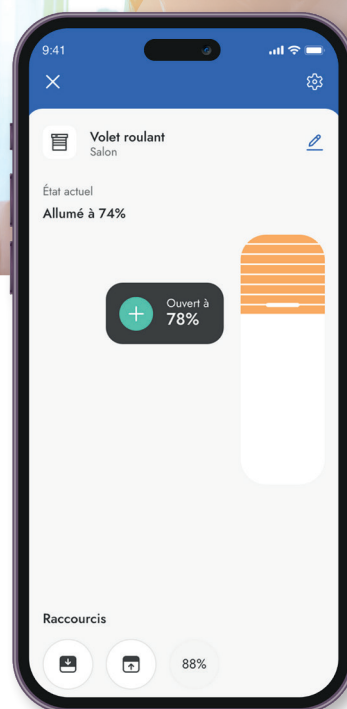 9:41
Volet roulant
Salon
État actuel
Allumé à 74%
Ouvert à
78%
Raccourcis
88%